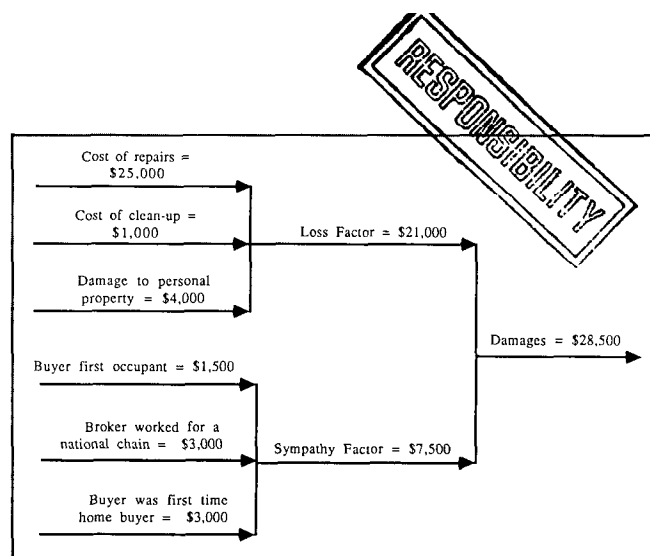 RESPONSIBILITY
Cost of repairs =
$25,000
Cost of clean-up =
$1,000
Loss Factor = $21,000
Damage to personal
property = $4,000
Damages = $28,500
Buyer first occupant = $1,500
Broker worked for a
national chain = $3,000
Sympathy Factor = $7,500
Buyer was first time
home buyer = $3,000